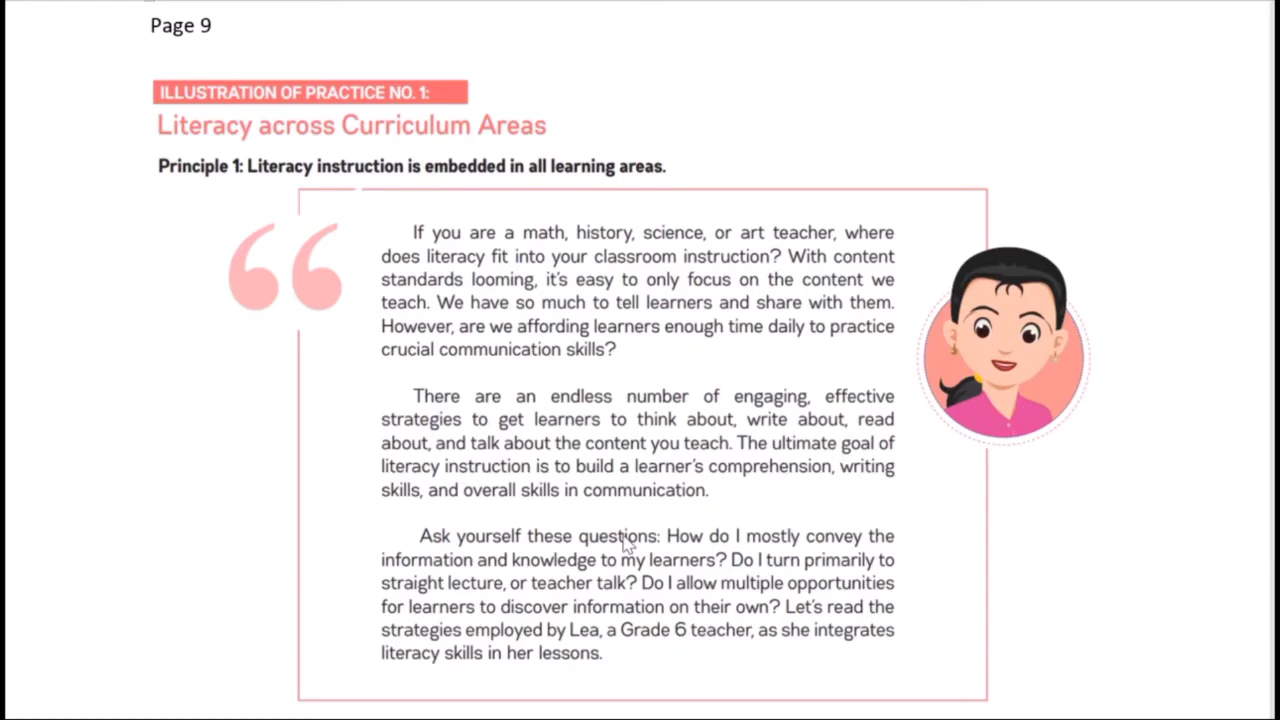 Page 9
ILLUSTRATION OF PRACTICE NO. 1:
Literacy across Curriculum Areas
Principle 1: Literacy instruction is embedded in all learning areas.
If you are a math, history, science, or art teacher, where
does literacy fit into your classroom instruction? With content
standards looming, it's easy to only focus on the content we
teach. We have so much to tell learners and share with them.
However, are we affording learners enough time daily to practice
crucial communication skills?
There are an endless number of engaging, effective
strategies to get learners to think about, write about, read
about, and talk about the content you teach. The ultimate goal of
literacy instruction is to build a learner's comprehension, writing
skills, and overall skills in communication.
Ask yourself these questions: How do I mostly convey the
information and knowledge to my learners? Do I turn primarily to
straight lecture, or teacher talk? Do I allow multiple opportunities
for learners to discover information on their own? Let's read the
strategies employed by Lea, a Grade 6 teacher, as she integrates
literacy skills in her lessons.